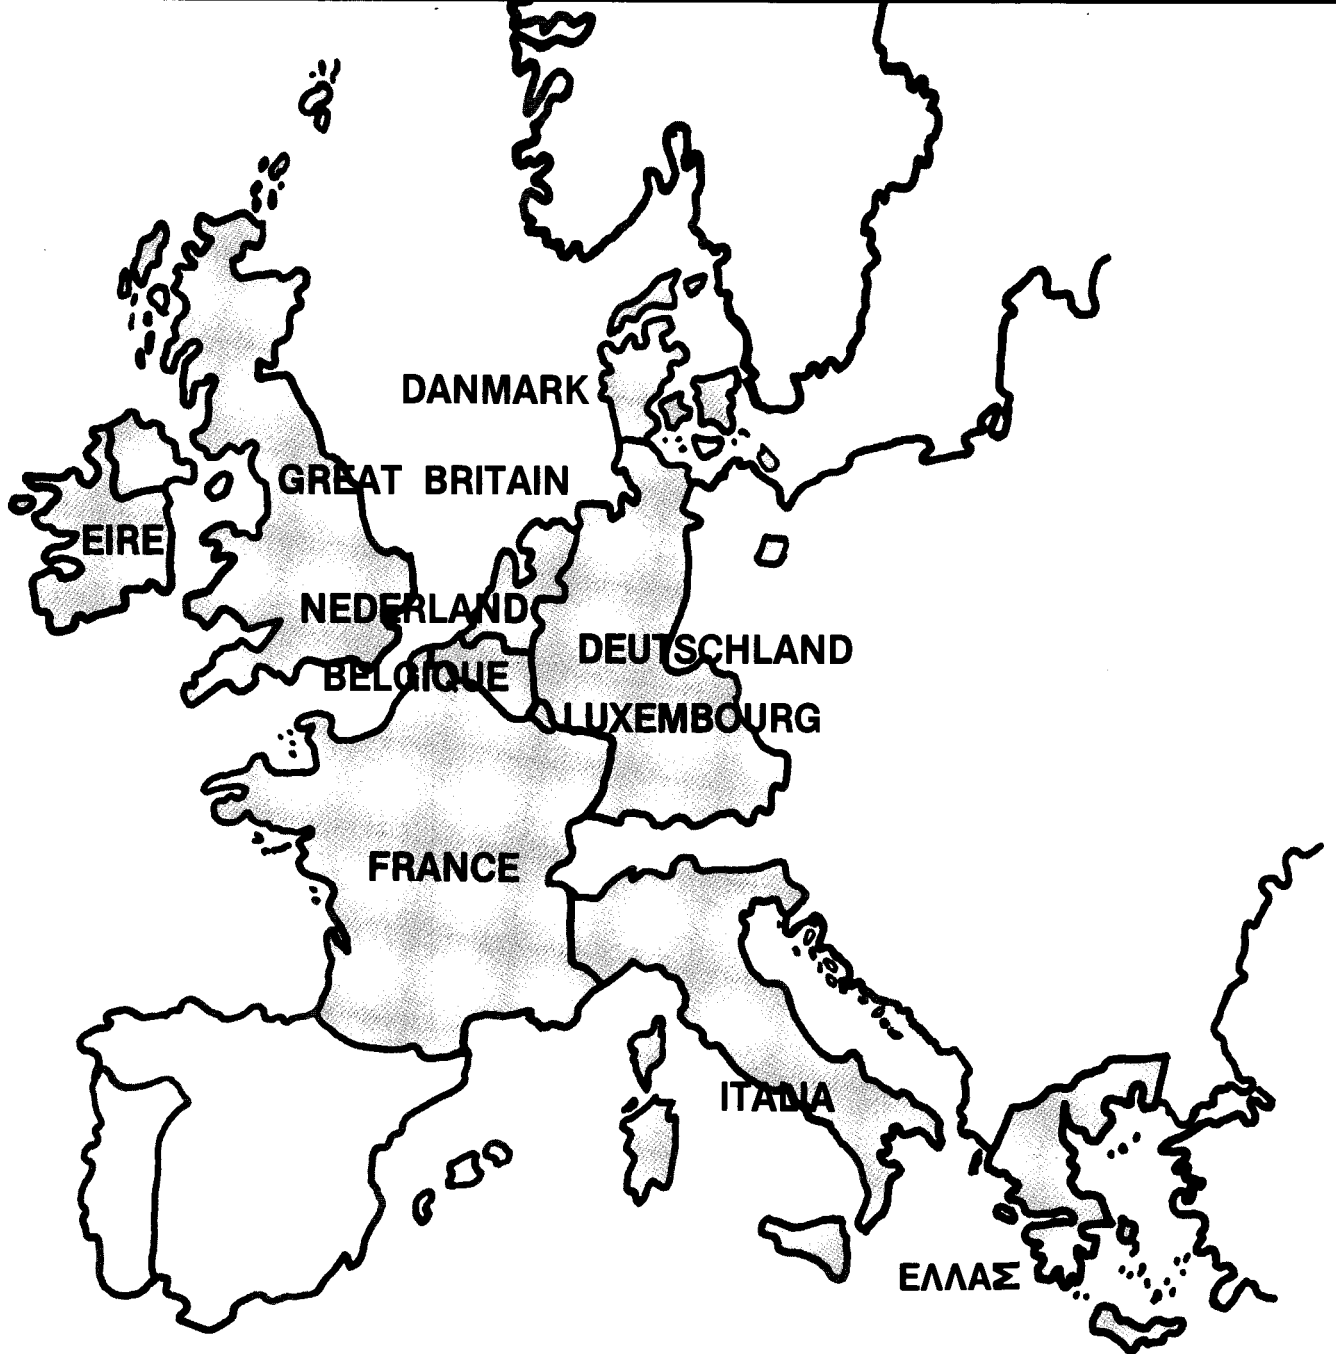 DANMARK
GREAT BRITAIN
EIRE
NEDERLAND
DEUTSCHLAND
BELGIQUE
LUXEMBOURG
FRANCE
ITALIA
ΕΛΛΑΣ